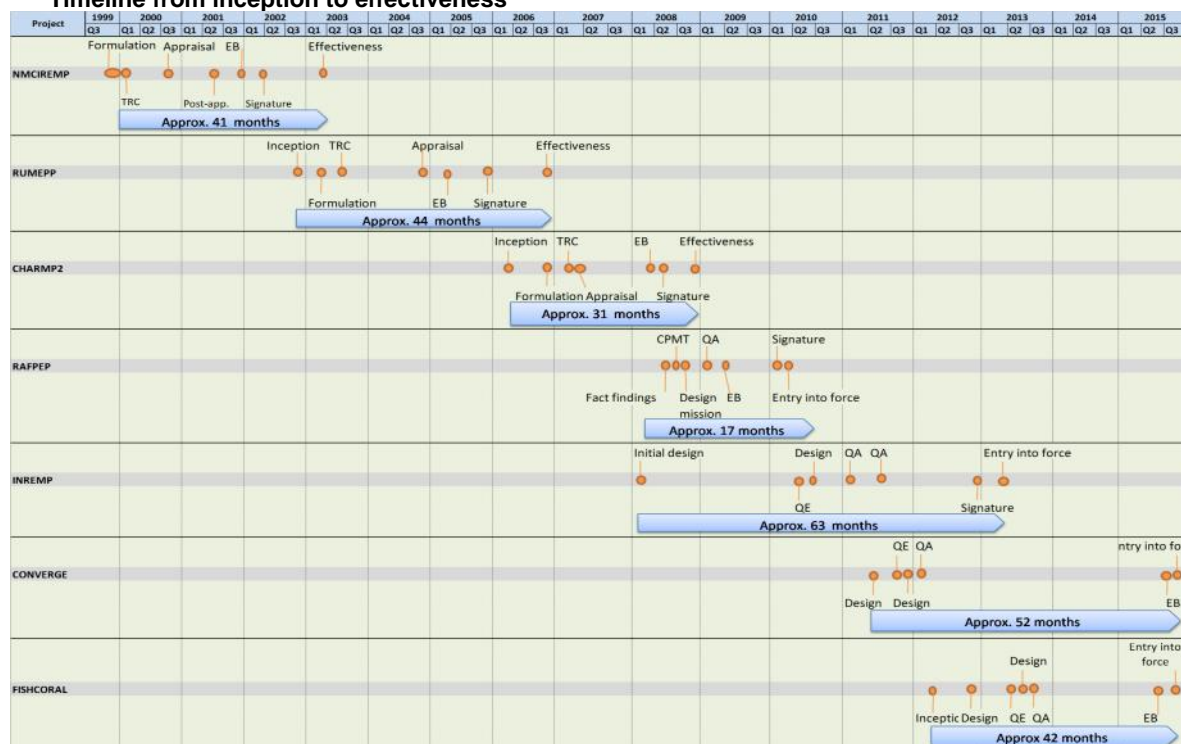 Timeline from inception to effectiveness
Project 1999 2000 2001 2002 2003 2004 2005 2006 2007 2008 2009 2010 2011 2012 2013 2014 2015
Q3 Q1 Q2 Q3 Q1 Q2 Q3 Q1 Q2 Q3 Q1 Q2 Q3 Q1 Q2 Q3 Q1 Q2 Q3 Q1 Q2 Q3 Q1 Q2 Q3 Q1 Q2 Q3 Q1 Q2 Q3 Q1 Q2 Q3 Q1 Q2 Q3 Q1 Q2 Q3 Q1 Q2 Q3 Q1 Q2 Q3 Q1 Q2 Q3
Formulation Appraisal EB Effectiveness
NMCIREMP
TRC Post-app. Signature
Approx. 41 months
Inception TRC Appraisal Effectiveness
RUMEPP
Formulation EB Signature
Approx. 44 months
Inception TRC EB Effectiveness
CHARMP2
Formulation Appraisal Signature
Approx. 31 months
CPMT QA Signature
RAFPEP
Fact findings Design EB Entry into force
mission
Approx. 17 months
Initial design Design QA QA Entry into force
INREMP
QE Signature
Approx. 63 months
QE QA ntry into fo
CONVERGE
Design Design EB
Approx. 52 months
Entry into
Design force
FISHCORAL
Inceptic Design QE QA EB
Approx 42 months